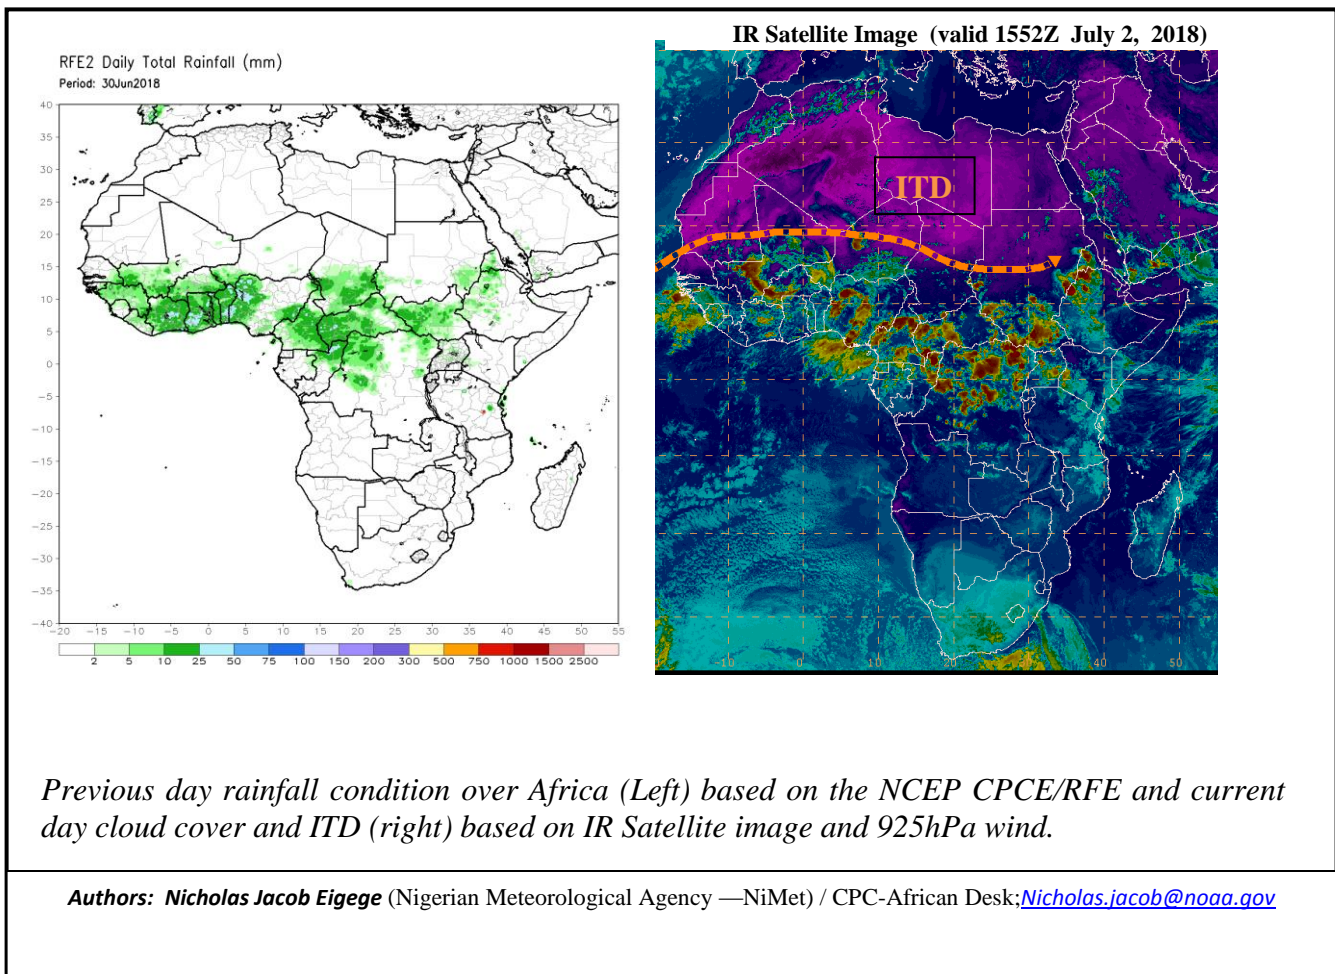 IR Satellite Image (valid 1552Z July 2, 2018)
RFE2 Daily Total Rainfall (mm)
Period: 30Jun2018
40
35
30
25
20
15
10
5
0
−5
−10
−15
−20
−25
−30
−35
−40
−20 −15 −10 −5 0 5 10 15 20 25 30 35 40 45 50 55
2 5 10 25 50 75 100 150 200 300 500 750 1000 1500 2500
ITD
-10 0 10 20 30 40 50
Previous day rainfall condition over Africa (Left) based on the NCEP CPCE/RFE and current
day cloud cover and ITD (right) based on IR Satellite image and 925hPa wind.
Authors: Nicholas Jacob Eigege (Nigerian Meteorological Agency —NiMet) / CPC-African Desk;Nicholas.jacob@noaa.gov